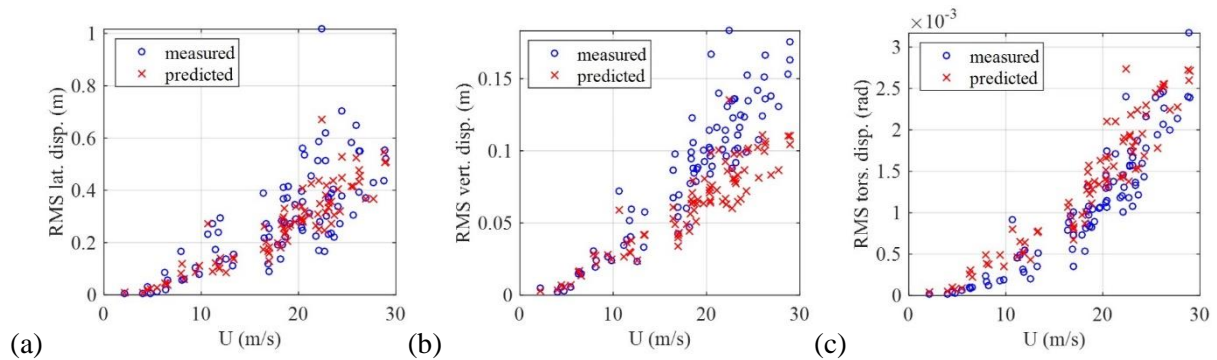 (a)
RMS lat. disp. (m)
1
0.8
0.6
0.4
0.2
0
measured
predicted
0 10 20 30
U (m/s)
(b)
RMS vert. disp. (m)
0.15
0.1
0.05
0
measured
predicted
0 10 20 30
U (m/s)
(c)
×10⁻³
RMS tors. disp. (rad)
3
2.5
2
1.5
1
0.5
0
measured
predicted
0 10 20 30
U (m/s)